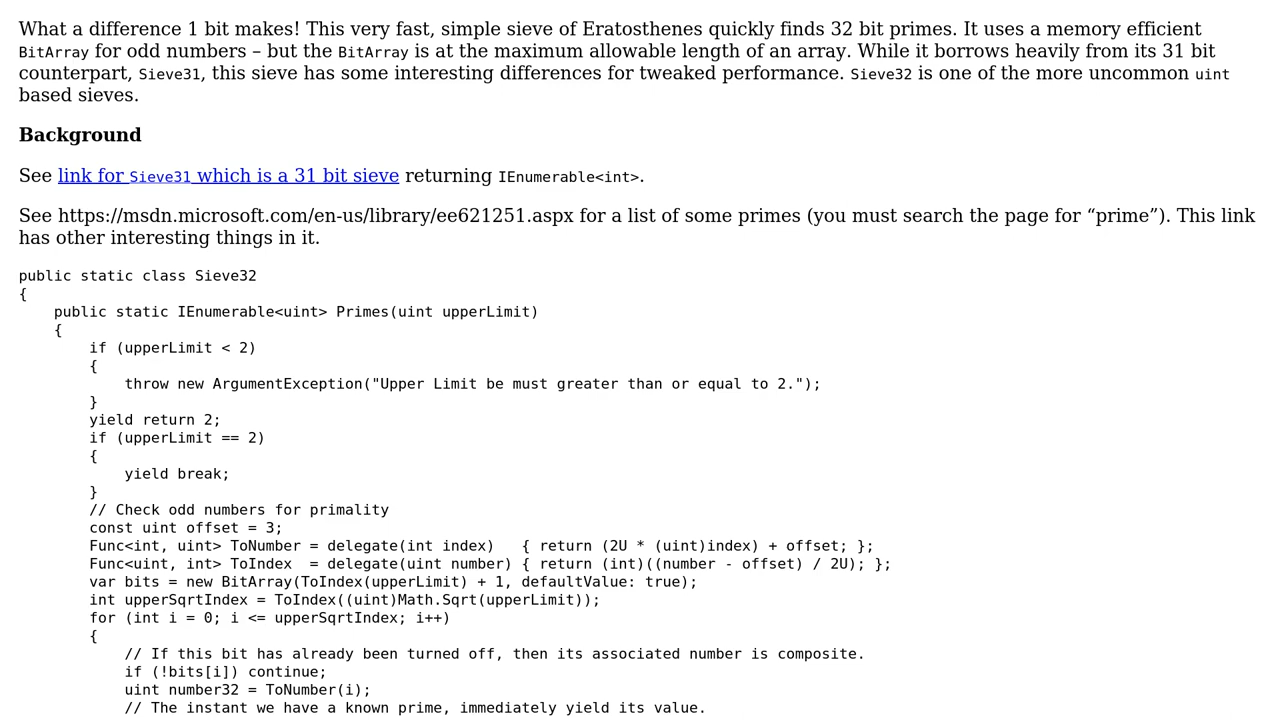 What a difference 1 bit makes! This very fast, simple sieve of Eratosthenes quickly finds 32 bit primes. It uses a memory efficient
BitArray for odd numbers – but the BitArray is at the maximum allowable length of an array. While it borrows heavily from its 31 bit
counterpart, Sieve31, this sieve has some interesting differences for tweaked performance. Sieve32 is one of the more uncommon uint
based sieves.
Background
See link for Sieve31 which is a 31 bit sieve returning IEnumerable<int>.
See https://msdn.microsoft.com/en-us/library/ee621251.aspx for a list of some primes (you must search the page for “prime”). This link
has other interesting things in it.
public static class Sieve32
{
    public static IEnumerable<uint> Primes(uint upperLimit)
    {
        if (upperLimit < 2)
        {
            throw new ArgumentException("Upper Limit be must greater than or equal to 2.");
        }
        yield return 2;
        if (upperLimit == 2)
        {
            yield break;
        }
        // Check odd numbers for primality
        const uint offset = 3;
        Func<int, uint> ToNumber = delegate(int index)   { return (2U * (uint)index) + offset; };
        Func<uint, int> ToIndex  = delegate(uint number) { return (int)((number - offset) / 2U); };
        var bits = new BitArray(ToIndex(upperLimit) + 1, defaultValue: true);
        int upperSqrtIndex = ToIndex((uint)Math.Sqrt(upperLimit));
        for (int i = 0; i <= upperSqrtIndex; i++)
        {
            // If this bit has already been turned off, then its associated number is composite.
            if (!bits[i]) continue;
            uint number32 = ToNumber(i);
            // The instant we have a known prime, immediately yield its value.